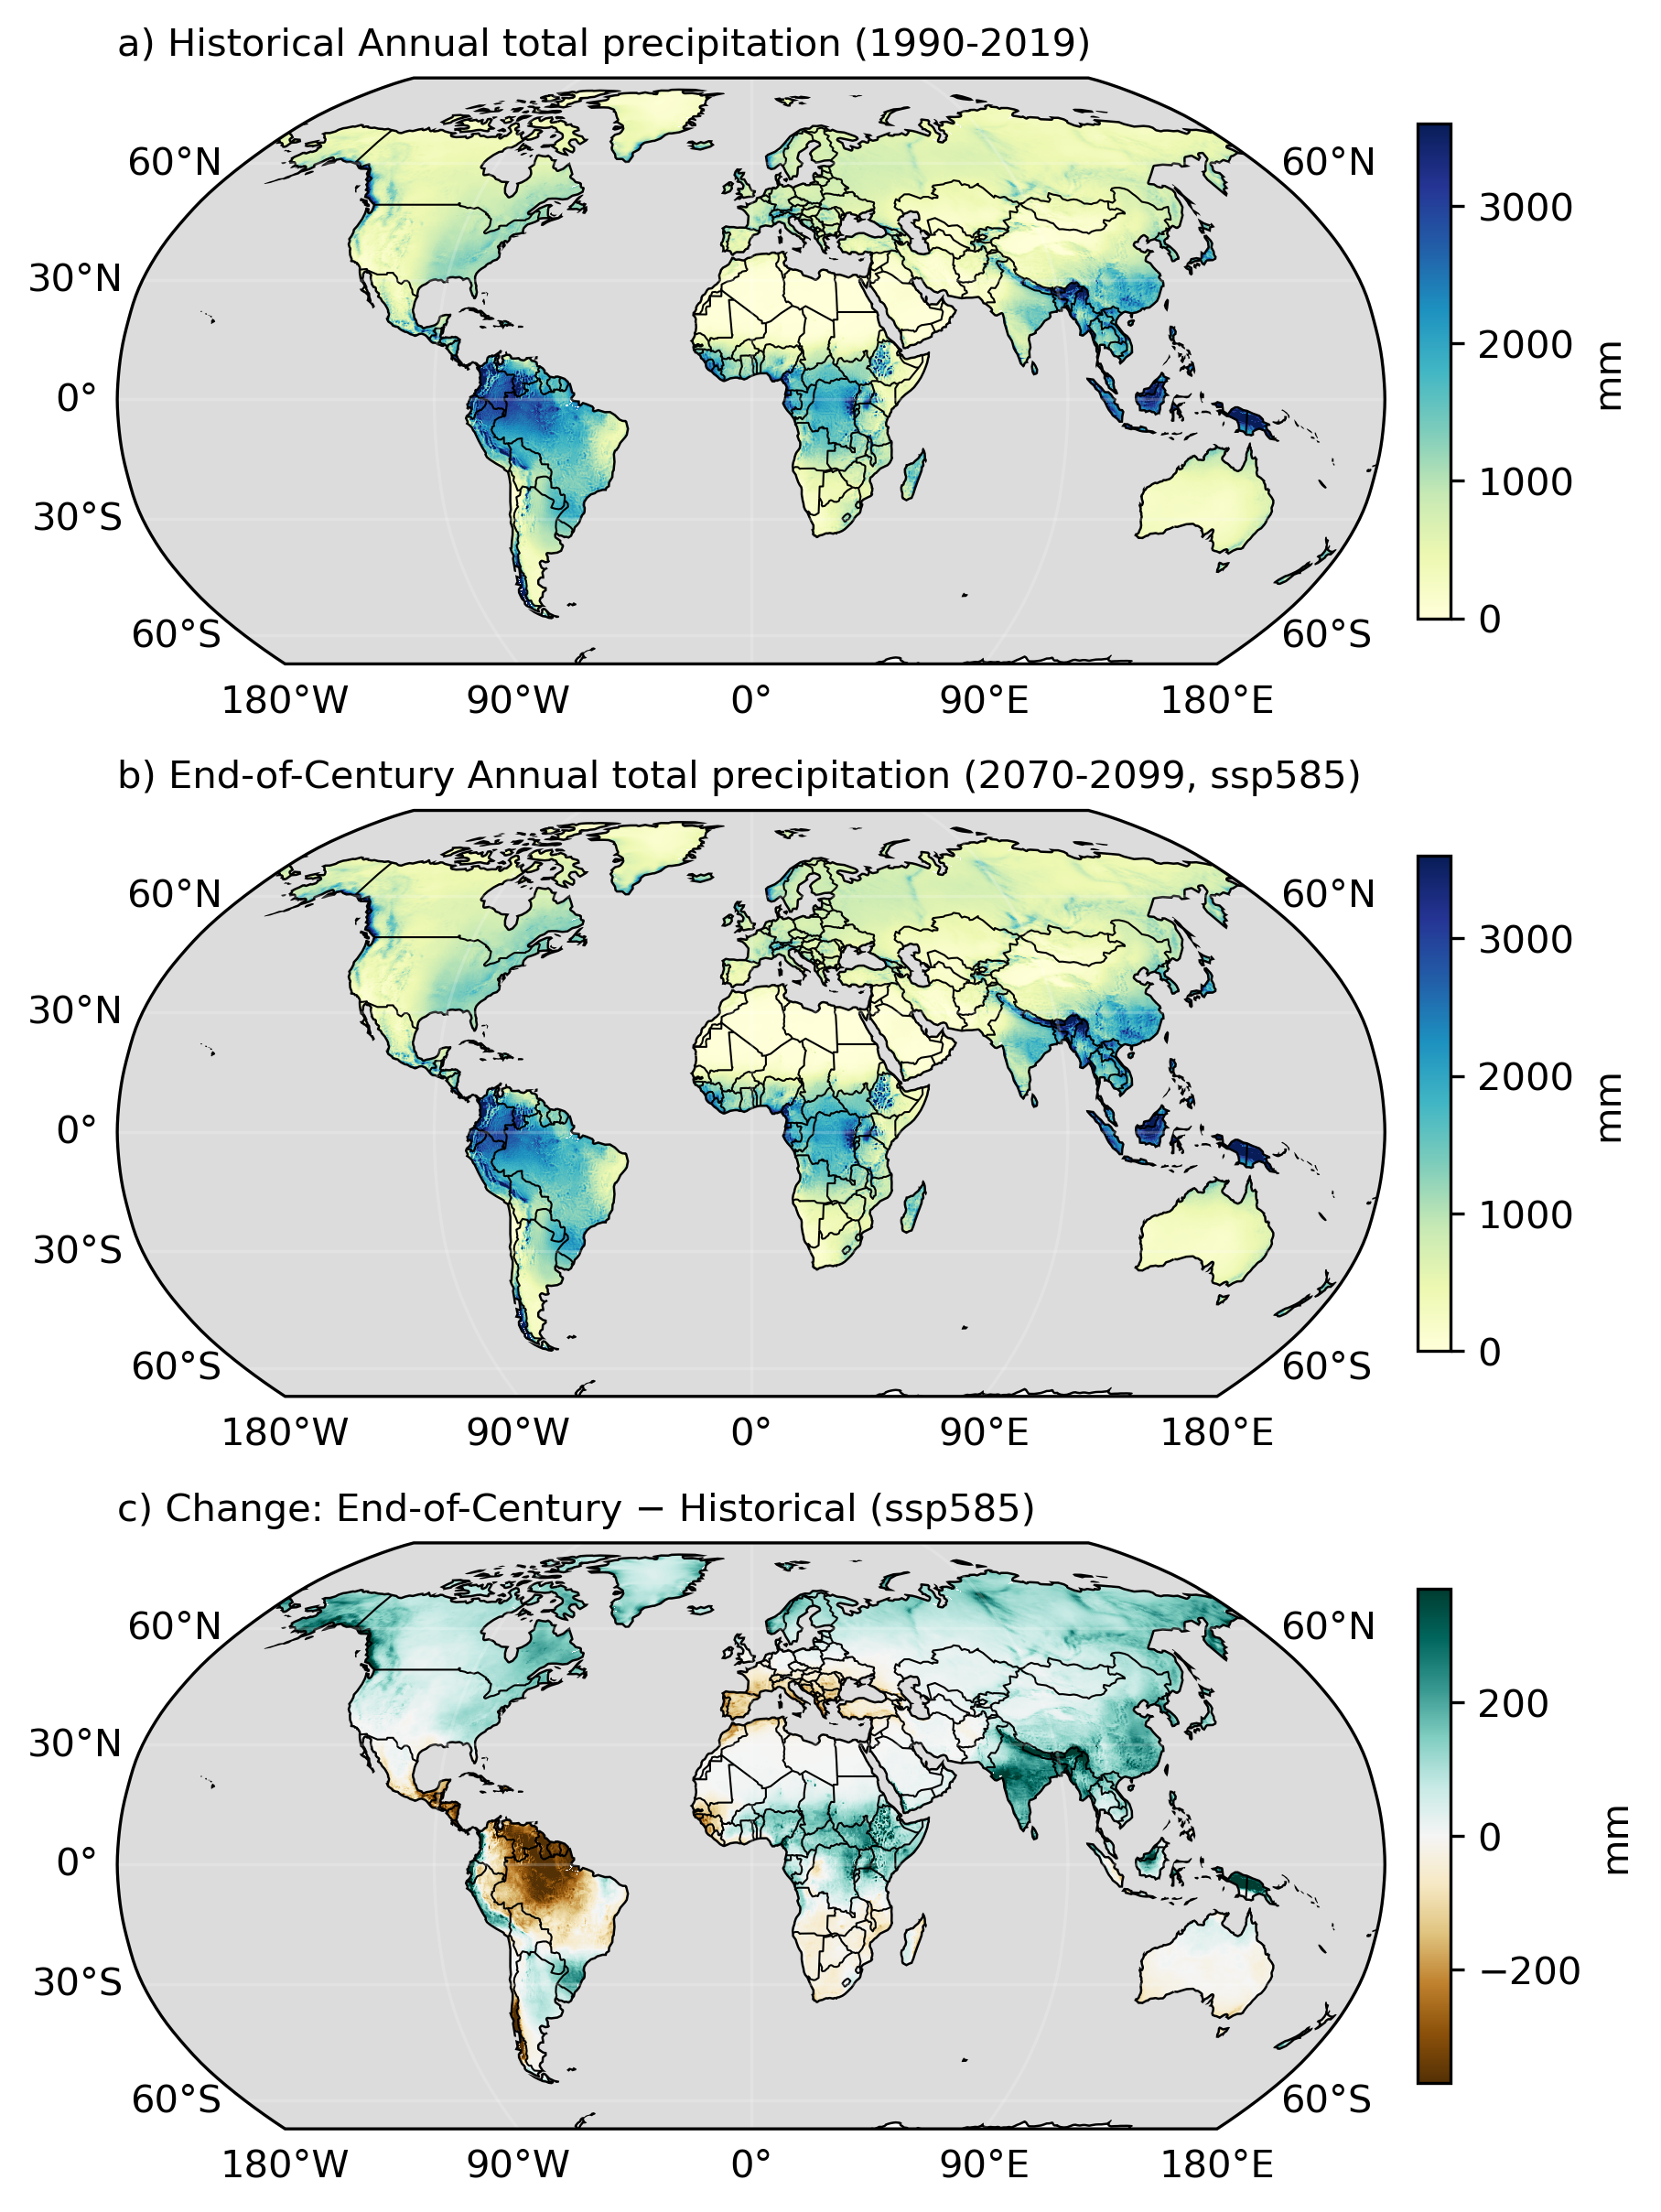 a) Historical Annual total precipitation (1990-2019)
60°N
60°N
30°N
0°
30°S
60°S
60°S
180°W
90°W
0°
90°E
180°E
3000
2000
1000
0
mm
b) End-of-Century Annual total precipitation (2070-2099, ssp585)
60°N
60°N
30°N
0°
30°S
60°S
60°S
180°W
90°W
0°
90°E
180°E
3000
2000
1000
0
mm
c) Change: End-of-Century − Historical (ssp585)
60°N
60°N
30°N
0°
30°S
60°S
60°S
180°W
90°W
0°
90°E
180°E
200
0
−200
mm